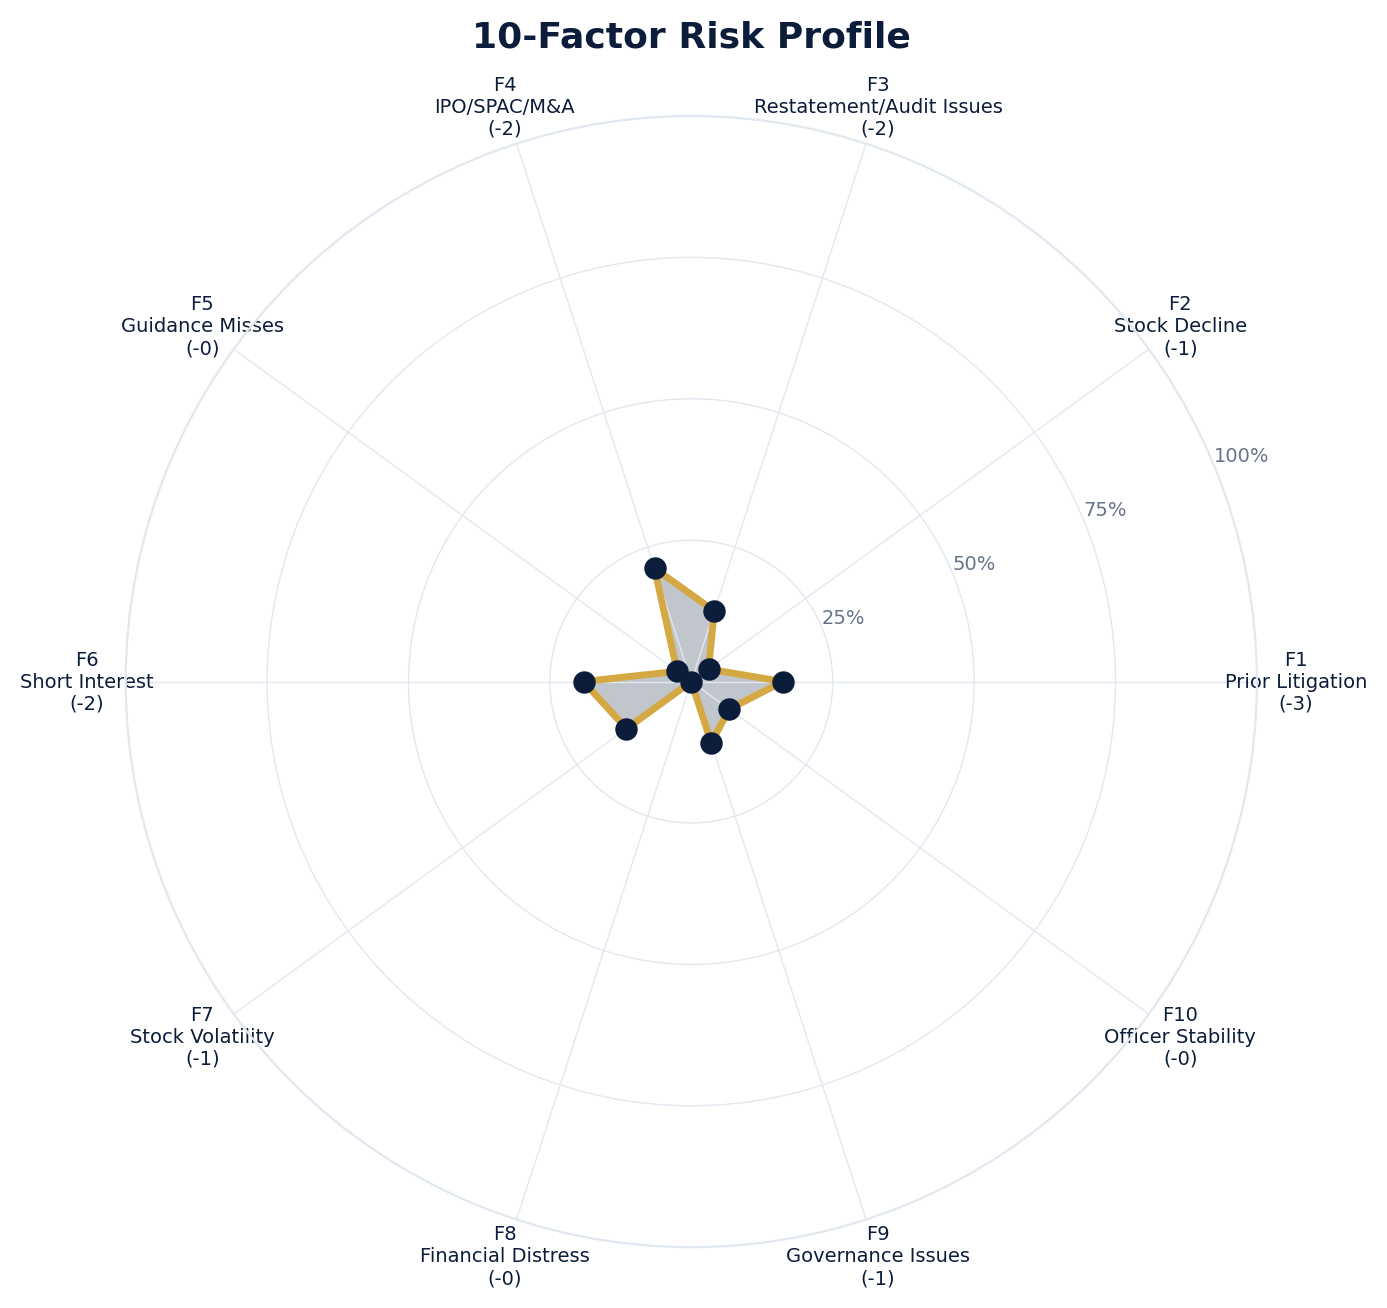 10-Factor Risk Profile
F4
IPO/SPAC/M&A
(-2)
F3
Restatement/Audit Issues
(-2)
F5
Guidance Misses
(-0)
F2
Stock Decline
(-1)
100%
75%
50%
25%
F6
Short Interest
(-2)
F1
Prior Litigation
(-3)
F7
Stock Volatility
(-1)
F10
Officer Stability
(-0)
F8
Financial Distress
(-0)
F9
Governance Issues
(-1)